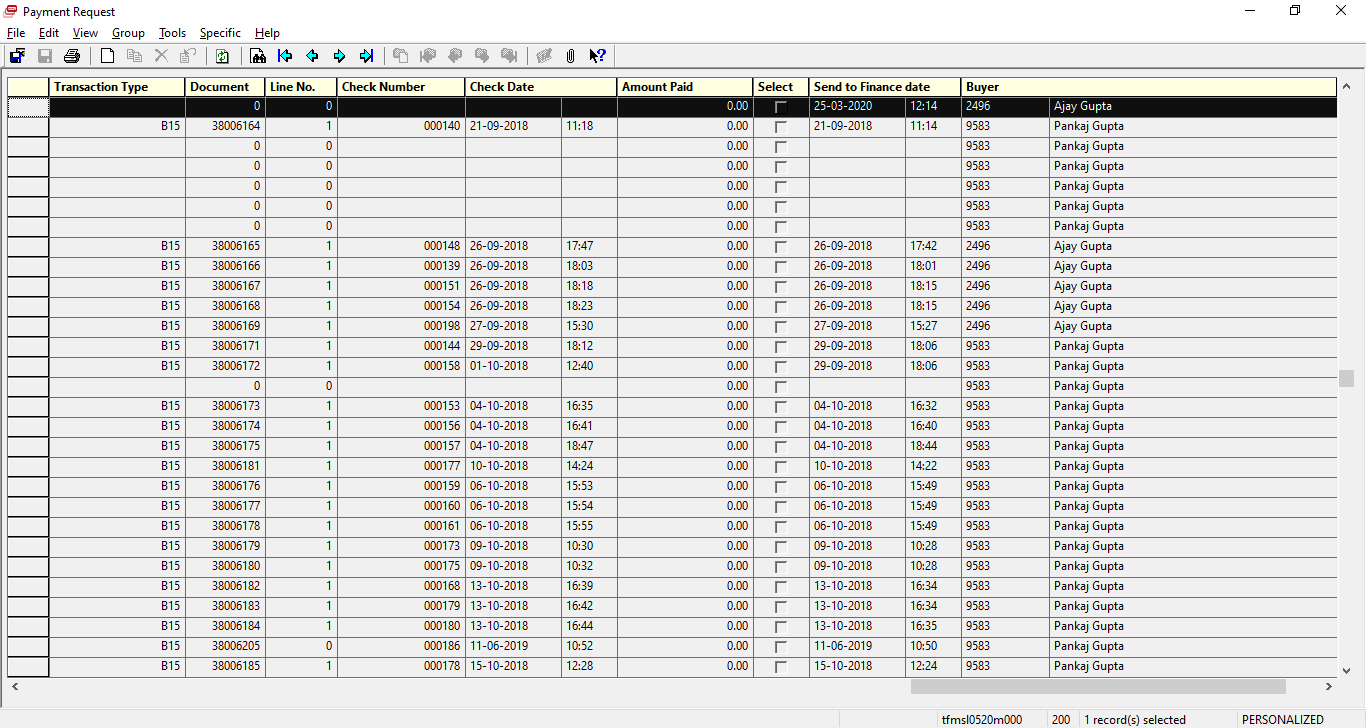 Payment Request
File Edit View Group Tools Specific Help
Transaction Type Document Line No. Check Number Check Date Amount Paid Select Send to Finance date Buyer
0 0 0.00 25-03-2020 12:14 2496 Ajay Gupta
B15 38006164 1 000140 21-09-2018 11:18 0.00 21-09-2018 11:14 9583 Pankaj Gupta
0 0 0.00 9583 Pankaj Gupta
0 0 0.00 9583 Pankaj Gupta
0 0 0.00 9583 Pankaj Gupta
0 0 0.00 9583 Pankaj Gupta
0 0 0.00 9583 Pankaj Gupta
B15 38006165 1 000148 26-09-2018 17:47 0.00 26-09-2018 17:42 2496 Ajay Gupta
B15 38006166 1 000139 26-09-2018 18:03 0.00 26-09-2018 18:01 2496 Ajay Gupta
B15 38006167 1 000151 26-09-2018 18:18 0.00 26-09-2018 18:15 2496 Ajay Gupta
B15 38006168 1 000154 26-09-2018 18:23 0.00 26-09-2018 18:15 2496 Ajay Gupta
B15 38006169 1 000198 27-09-2018 15:30 0.00 27-09-2018 15:27 2496 Ajay Gupta
B15 38006171 1 000144 29-09-2018 18:12 0.00 29-09-2018 18:06 9583 Pankaj Gupta
B15 38006172 1 000158 01-10-2018 12:40 0.00 29-09-2018 18:06 9583 Pankaj Gupta
0 0 0.00 9583 Pankaj Gupta
B15 38006173 1 000153 04-10-2018 16:35 0.00 04-10-2018 16:32 9583 Pankaj Gupta
B15 38006174 1 000156 04-10-2018 16:41 0.00 04-10-2018 16:40 9583 Pankaj Gupta
B15 38006175 1 000157 04-10-2018 18:47 0.00 04-10-2018 18:44 9583 Pankaj Gupta
B15 38006181 1 000177 10-10-2018 14:24 0.00 10-10-2018 14:22 9583 Pankaj Gupta
B15 38006176 1 000159 06-10-2018 15:53 0.00 06-10-2018 15:49 9583 Pankaj Gupta
B15 38006177 1 000160 06-10-2018 15:54 0.00 06-10-2018 15:49 9583 Pankaj Gupta
B15 38006178 1 000161 06-10-2018 15:55 0.00 06-10-2018 15:49 9583 Pankaj Gupta
B15 38006179 1 000173 09-10-2018 10:30 0.00 09-10-2018 10:28 9583 Pankaj Gupta
B15 38006180 1 000175 09-10-2018 10:32 0.00 09-10-2018 10:28 9583 Pankaj Gupta
B15 38006182 1 000168 13-10-2018 16:39 0.00 13-10-2018 16:34 9583 Pankaj Gupta
B15 38006183 1 000179 13-10-2018 16:42 0.00 13-10-2018 16:34 9583 Pankaj Gupta
B15 38006184 1 000180 13-10-2018 16:44 0.00 13-10-2018 16:35 9583 Pankaj Gupta
B15 38006205 0 000186 11-06-2019 10:52 0.00 11-06-2019 10:50 9583 Pankaj Gupta
B15 38006185 1 000178 15-10-2018 12:28 0.00 15-10-2018 12:24 9583 Pankaj Gupta
tfmsl0520m000 200 1 record(s) selected PERSONALIZED